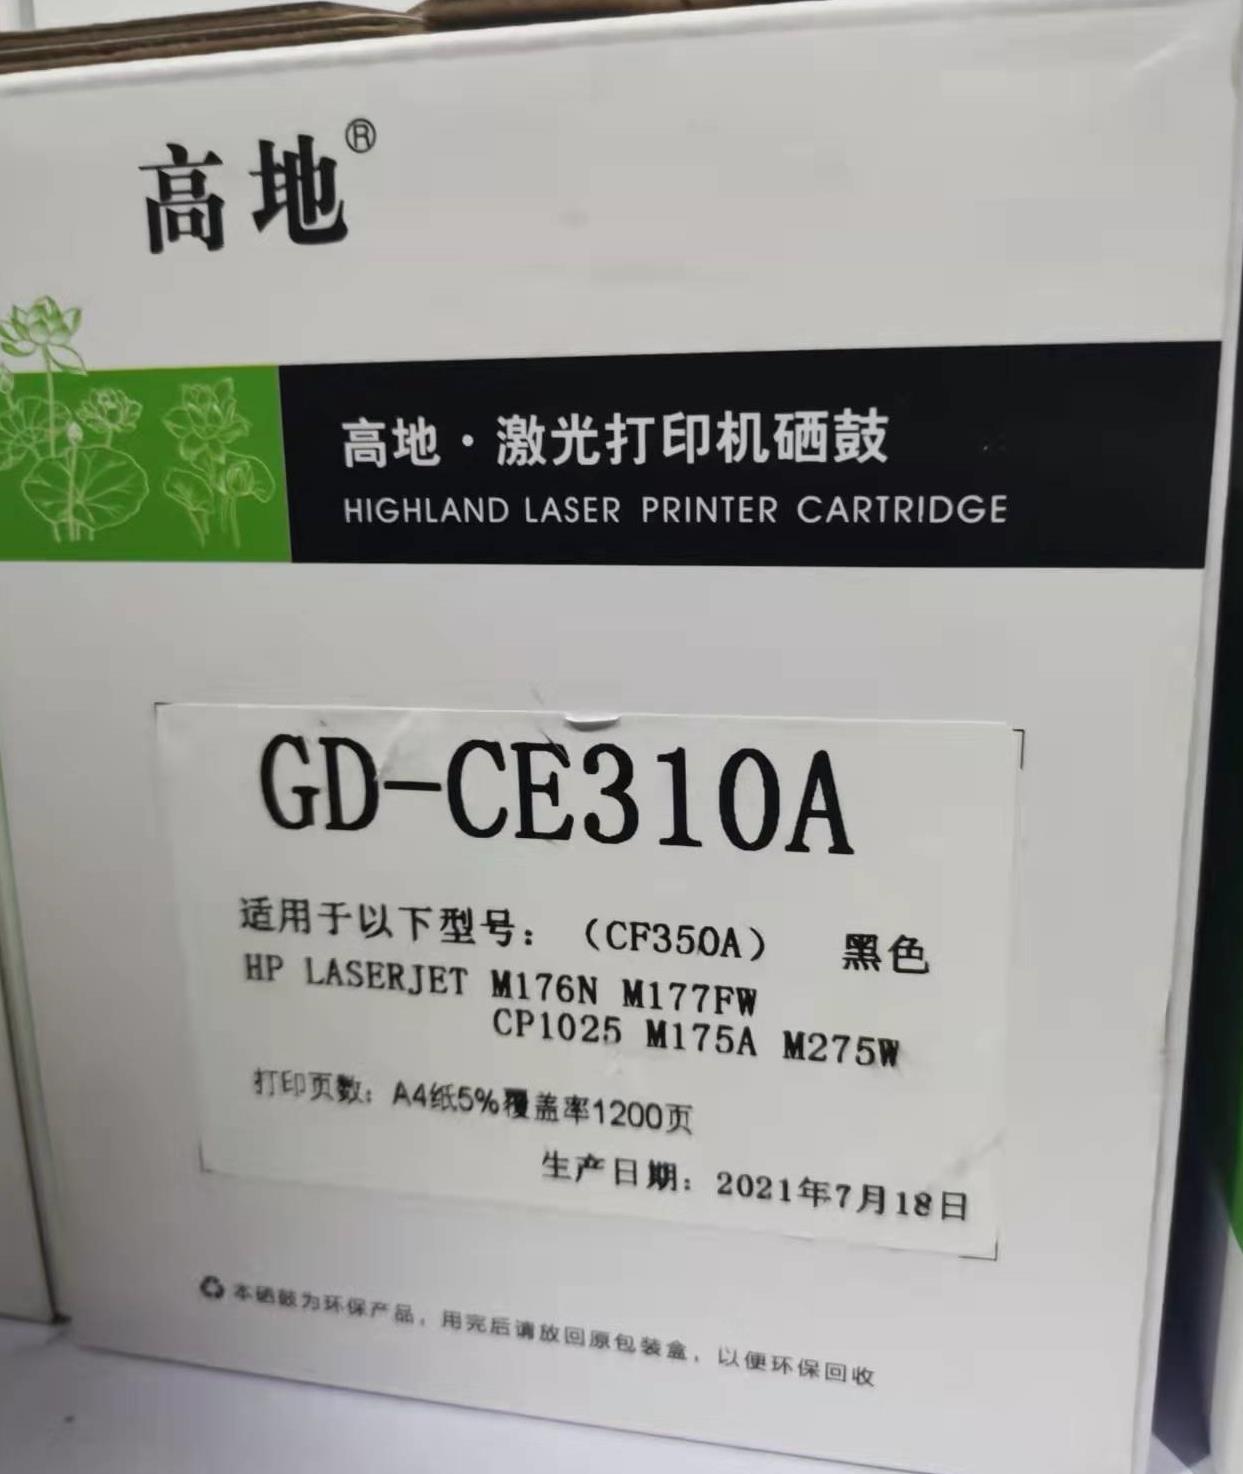 高地®
高地·激光打印机硒鼓
HIGHLAND LASER PRINTER CARTRIDGE
GD-CE310A
适用于以下型号：（CF350A） 黑色
HP LASERJET M176N M177FW
CP1025 M175A M275W
打印页数：A4纸5%覆盖率1200页
生产日期：2021年7月18日
本硒鼓为环保产品，用完后请放回原包装盒，以便环保回收